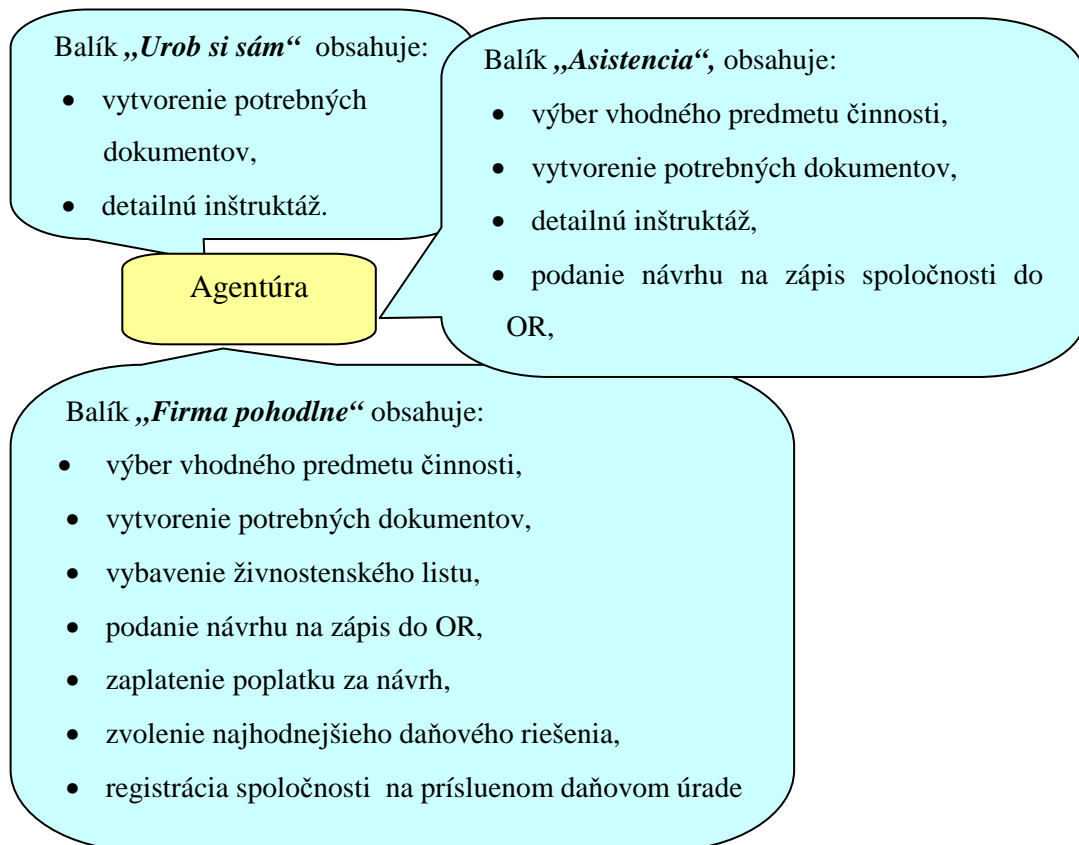 Balík „Urob si sám“ obsahuje:
• vytvorenie potrebných
dokumentov,
• detailnú inštruktáž.
Balík „Asistencia“, obsahuje:
• výber vhodného predmetu činnosti,
• vytvorenie potrebných dokumentov,
• detailnú inštruktáž,
• podanie návrhu na zápis spoločnosti do
OR,
Agentúra
Balík „Firma pohodlne“ obsahuje:
• výber vhodného predmetu činnosti,
• vytvorenie potrebných dokumentov,
• vybavenie živnostenského listu,
• podanie návrhu na zápis do OR,
• zaplatenie poplatku za návrh,
• zvolenie najhodnejšieho daňového riešenia,
• registrácia spoločnosti na prísluenom daňovom úrade